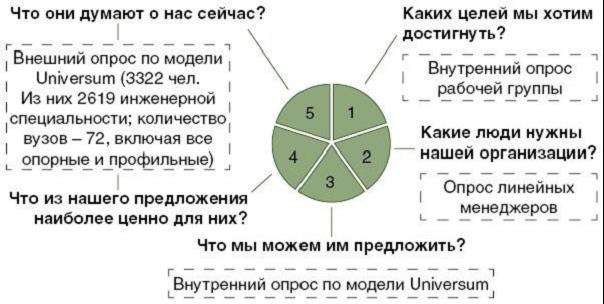 Что они думают о нас сейчас?
Внешний опрос по модели
Universum (3322 чел.
Из них 2619 инженерной
специальности; количество
вузов – 72, включая все
опорные и профильные)
Что из нашего предложения
наиболее ценно для них?
Каких целей мы хотим
достигнуть?
Внутренний опрос
рабочей группы
Какие люди нужны
нашей организации?
Опрос линейных
менеджеров
5
1
4
2
3
Что мы можем им предложить?
Внутренний опрос по модели Universum